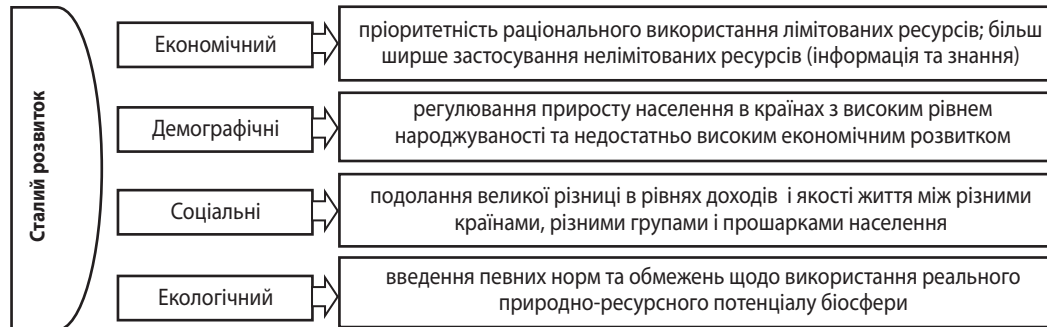 Сталий розвиток
Економічний
пріоритетність раціонального використання лімітованих ресурсів; більш
ширше застосування нелімітованих ресурсів (інформація та знання)
Демографічні
регулювання приросту населення в країнах з високим рівнем
народжуваності та недостатньо високим економічним розвитком
Соціальні
подолання великої різниці в рівнях доходів і якості життя між різними
країнами, різними групами і прошарками населення
Екологічний
введення певних норм та обмежень щодо використання реального
природно-ресурсного потенціалу біосфери